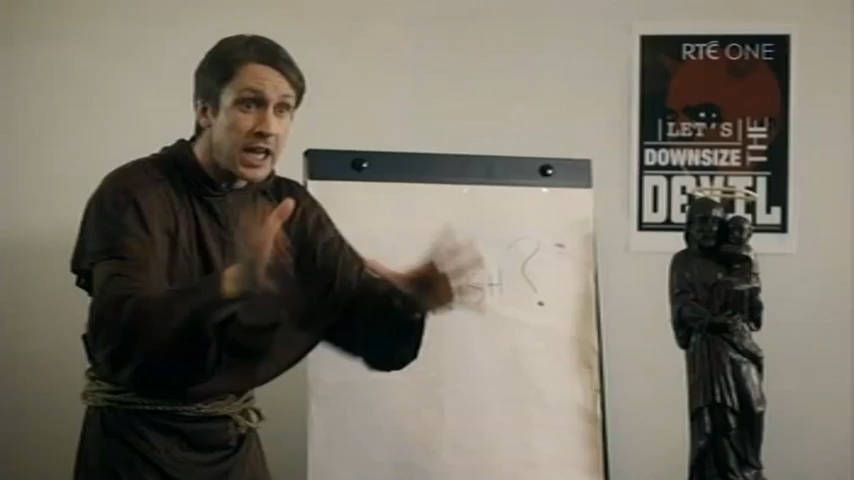 RTÉ ONE
LET'S
DOWNSIZE
THE
DEVIL
?